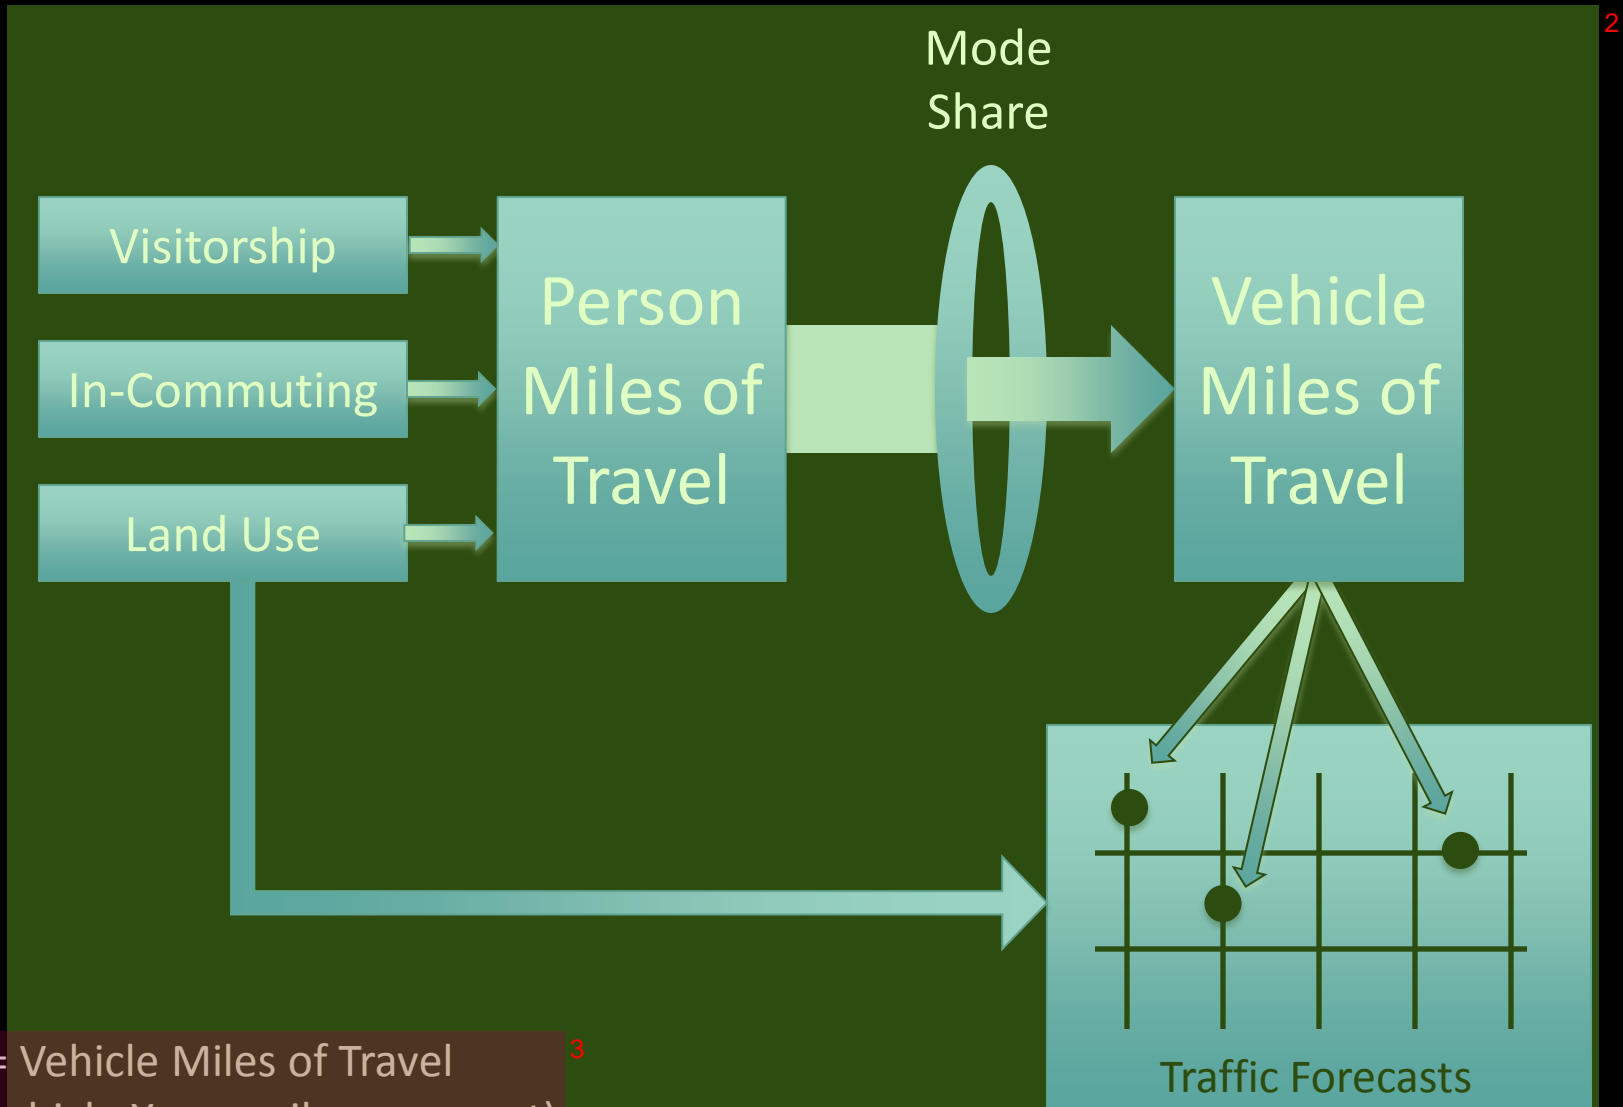 2
Mode
Share
Visitorship
In-Commuting
Land Use
Person
Miles of
Travel
Vehicle
Miles of
Travel
= Vehicle Miles of Travel
3
Traffic Forecasts